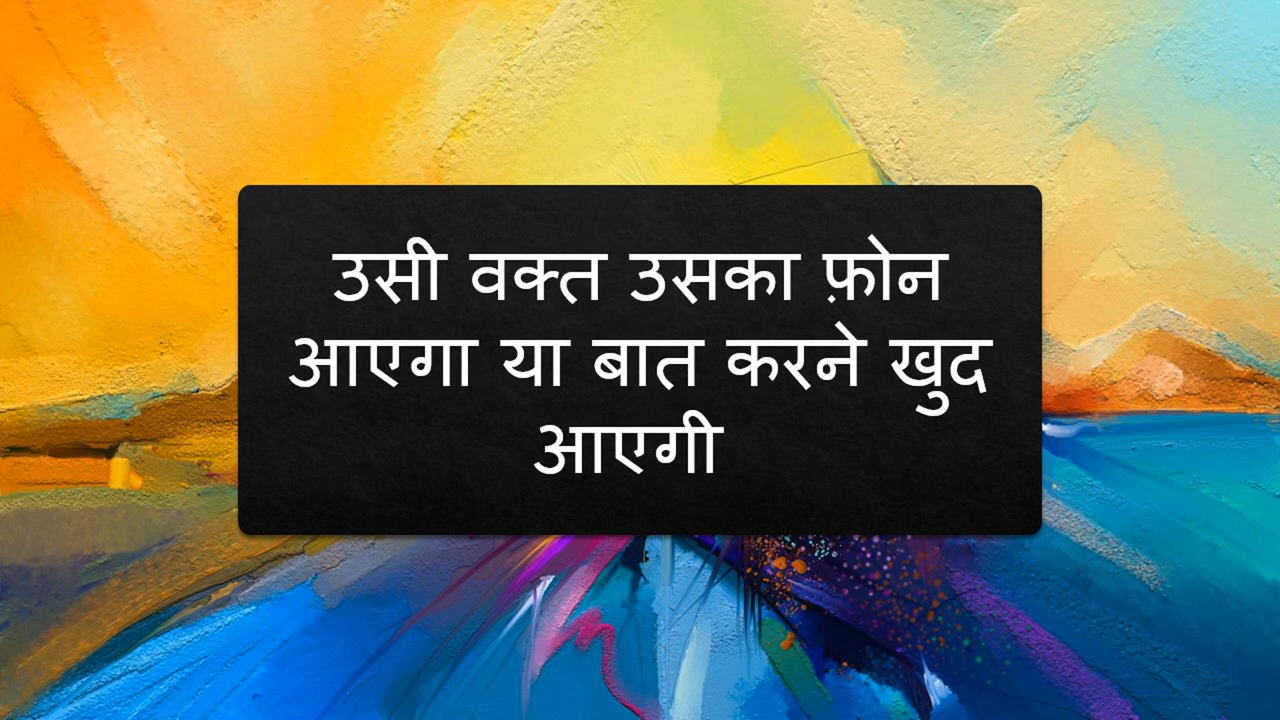 उसी वक्त उसका फ़ोन
आएगा या बात करने खुद
आएगी